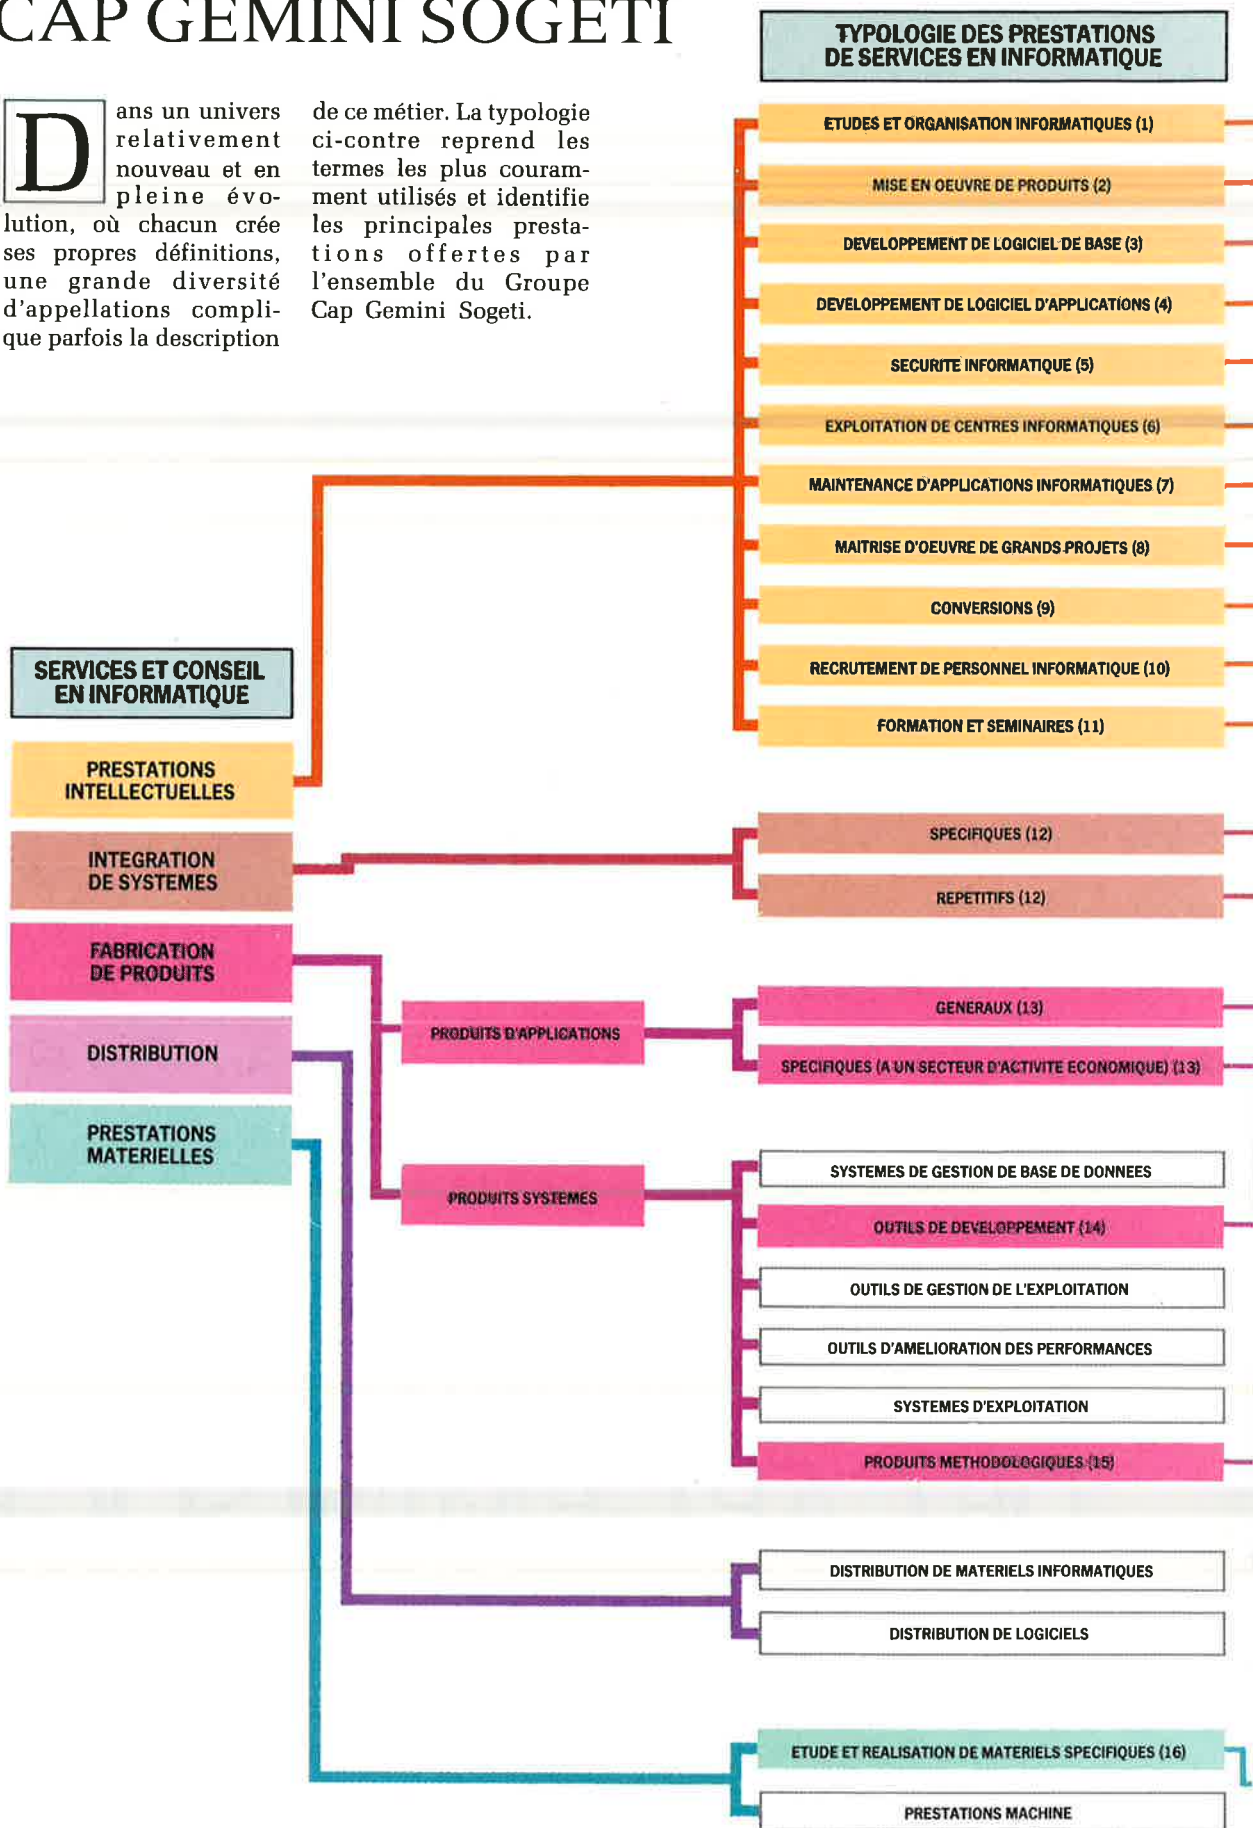 CAP GEMINI SOGETI
Dans un univers
relativement
nouveau et en
pleine évo-
lution, où chacun crée
ses propres définitions,
une grande diversité
d'appellations compli-
que parfois la description
de ce métier. La typologie
ci-contre reprend les
termes les plus couram-
ment utilisés et identifie
les principales presta-
tions offertes par
l'ensemble du Groupe
Cap Gemini Sogeti.
SERVICES ET CONSEIL
EN INFORMATIQUE
PRESTATIONS
INTELLECTUELLES
INTEGRATION
DE SYSTEMES
FABRICATION
DE PRODUITS
DISTRIBUTION
PRESTATIONS
MATERIELLES
PRODUITS D'APPLICATIONS
PRODUITS SYSTEMES
TYPOLOGIE DES PRESTATIONS
DE SERVICES EN INFORMATIQUE
ETUDES ET ORGANISATION INFORMATIQUES (1)
MISE EN OEUVRE DE PRODUITS (2)
DEVELOPPEMENT DE LOGICIEL DE BASE (3)
DEVELOPPEMENT DE LOGICIEL D'APPLICATIONS (4)
SECURITE INFORMATIQUE (5)
EXPLOITATION DE CENTRES INFORMATIQUES (6)
MAINTENANCE D'APPLICATIONS INFORMATIQUES (7)
MAITRISE D'OEUVRE DE GRANDS PROJETS (8)
CONVERSIONS (9)
RECRUTEMENT DE PERSONNEL INFORMATIQUE (10)
FORMATION ET SEMINAIRES (11)
SPECIFIQUES (12)
REPETITIFS (12)
GENERAUX (13)
SPECIFIQUES (A UN SECTEUR D'ACTIVITE ECONOMIQUE) (13)
SYSTEMES DE GESTION DE BASE DE DONNEES
OUTILS DE DEVELOPPEMENT (14)
OUTILS DE GESTION DE L'EXPLOITATION
OUTILS D'AMELIORATION DES PERFORMANCES
SYSTEMES D'EXPLOITATION
PRODUITS METHODOLOGIQUES (15)
DISTRIBUTION DE MATERIELS INFORMATIQUES
DISTRIBUTION DE LOGICIELS
ETUDE ET REALISATION DE MATERIELS SPECIFIQUES (16)
PRESTATIONS MACHINE